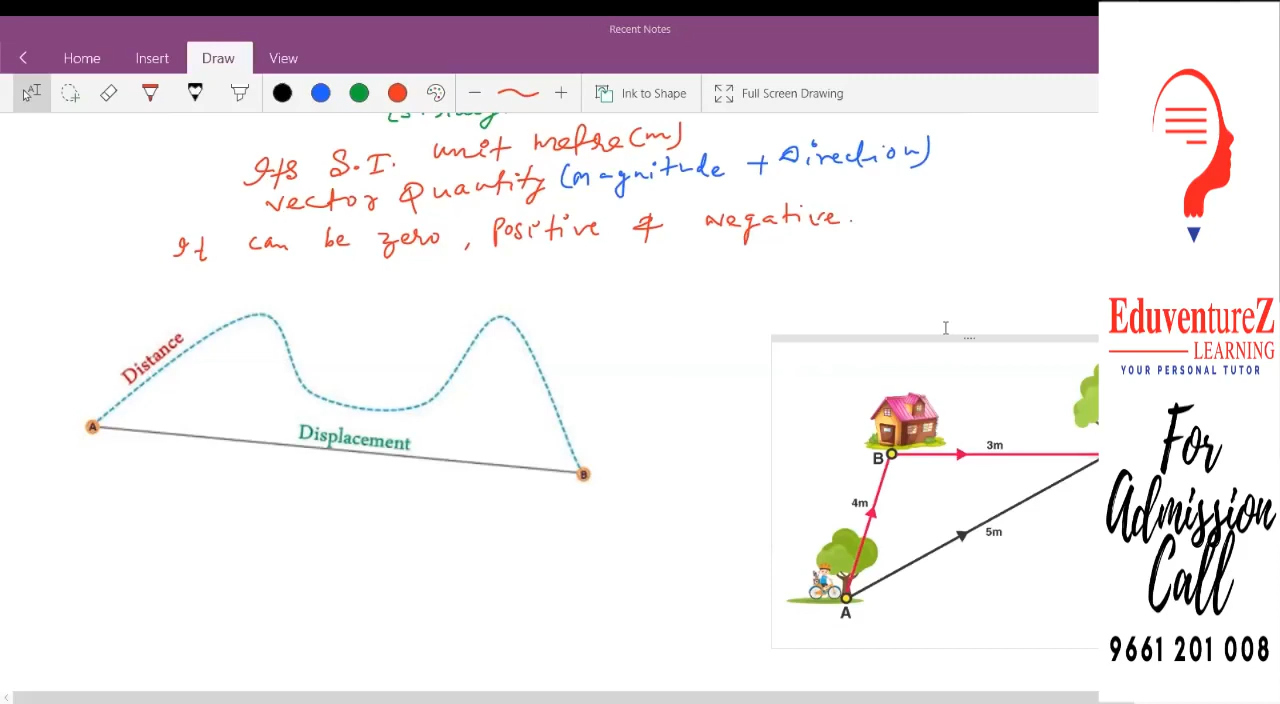 Recent Notes
Home Insert Draw View
Ink to Shape Full Screen Drawing
It's S.I. unit metre(m)
vector Quantity (magnitude + Direction)
It can be zero, Positive & negative.
Distance
Displacement
A
B
B
3m
4m
5m
A
EduventureZ
LEARNING
YOUR PERSONAL TUTOR
For
Admission
Call
9661 201 008